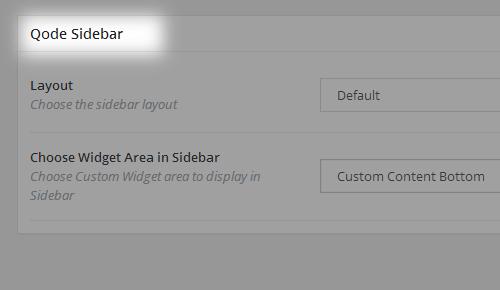 Qode Sidebar
Layout
Choose the sidebar layout
Default
Choose Widget Area in Sidebar
Choose Custom Widget area to display in
Sidebar
Custom Content Bottom